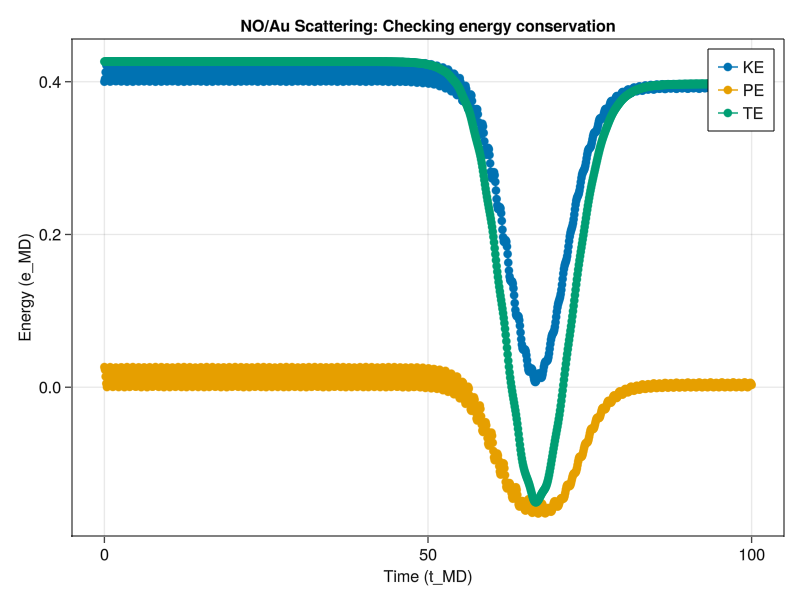 NO/Au Scattering: Checking energy conservation
KE
PE
TE
0.4
0.2
0.0
Energy (e_MD)
0
50
100
Time (t_MD)